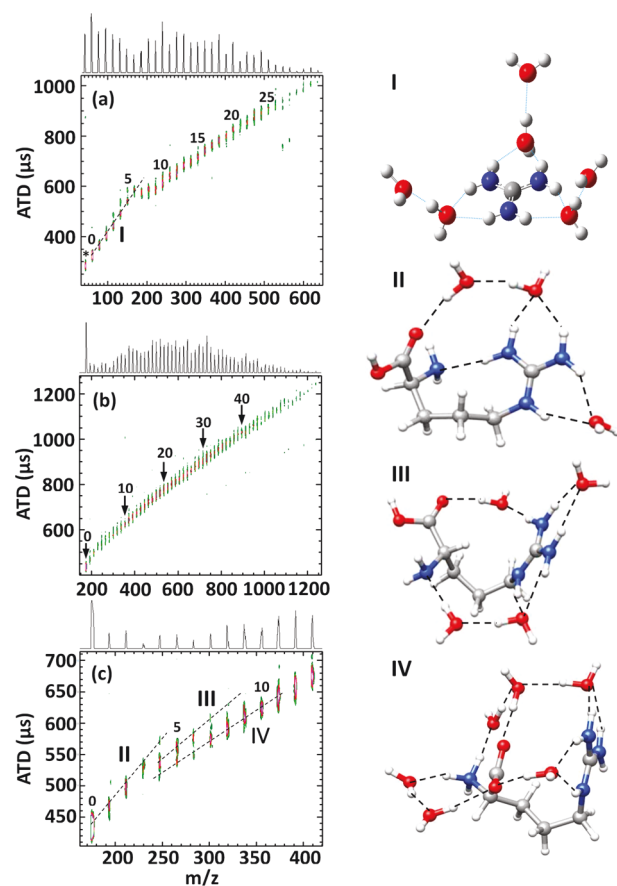 (a)
1000
800
600
400
ATD (µs)
* 0 5 10 15 20 25
I
100 200 300 400 500 600
(b)
1200
1000
800
600
ATD (µs)
0 10 20 30 40
200 400 600 800 1000 1200
(c)
700
650
600
550
500
450
ATD (µs)
0 5 10
II III IV
200 250 300 350 400
m/z
I
II
III
IV